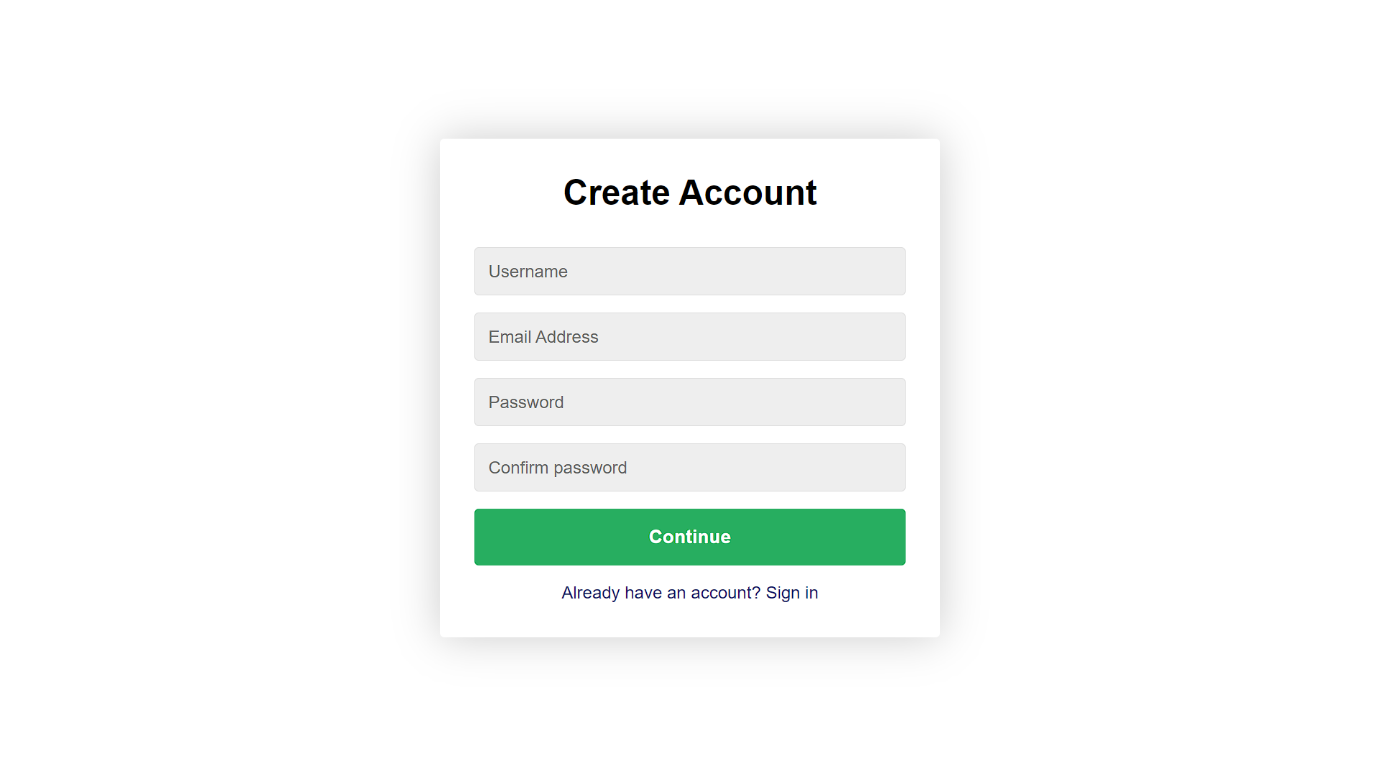 Create Account
Username
Email Address
Password
Confirm password
Continue
Already have an account? Sign in